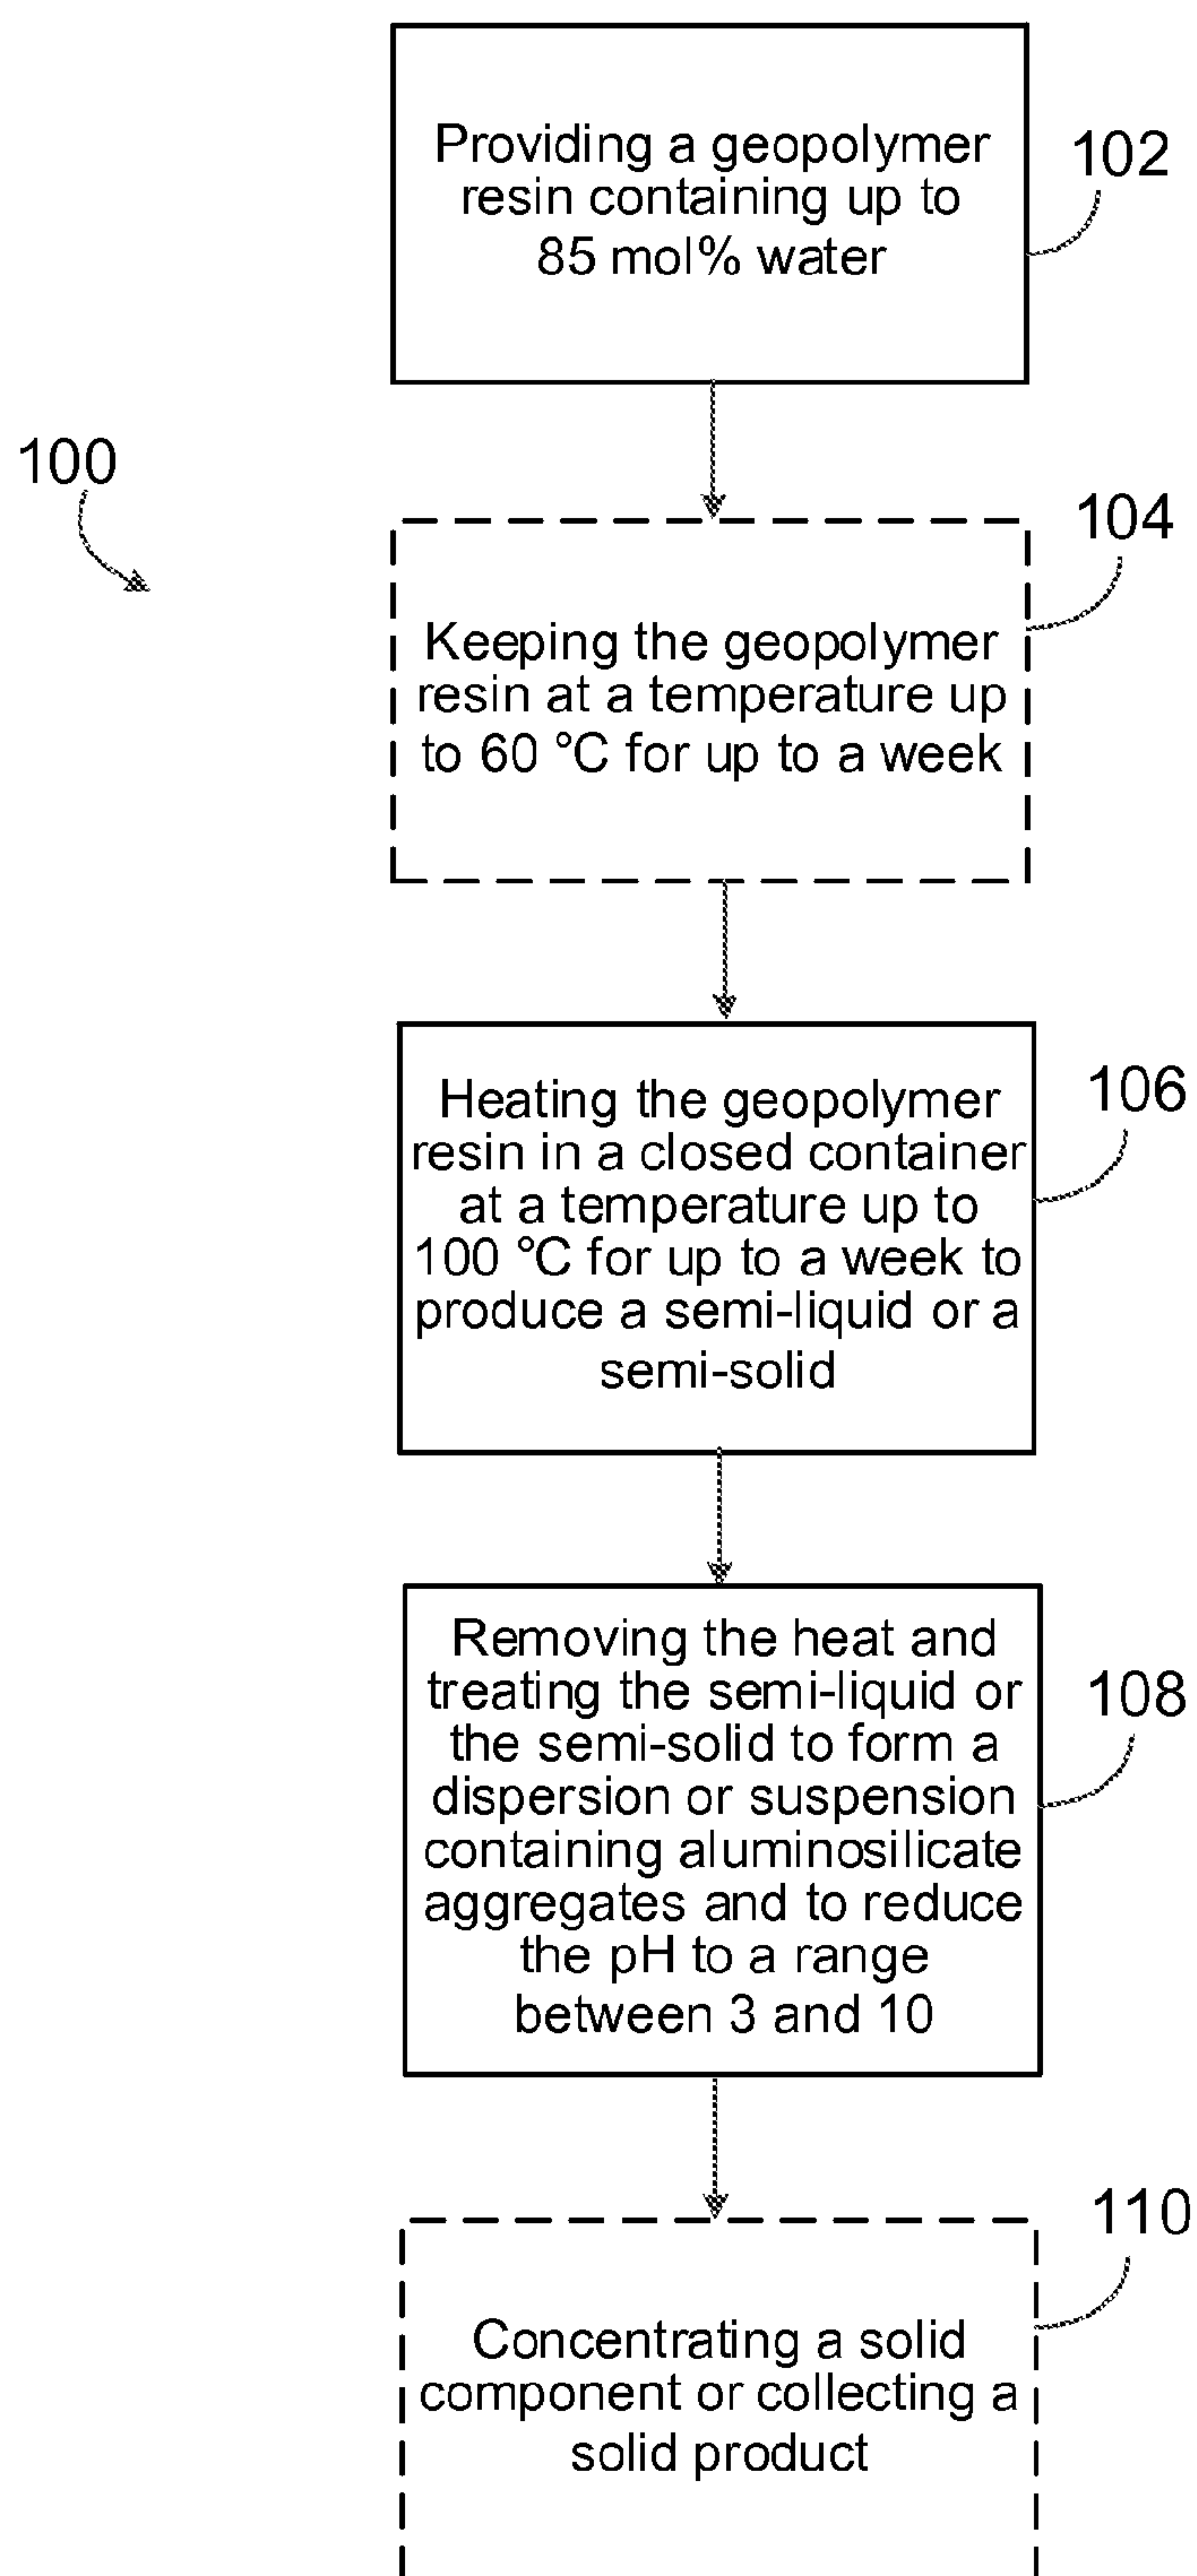 Providing a geopolymer
resin containing up to
85 mol% water
102
100
104
Keeping the geopolymer
resin at a temperature up
to 60 °C for up to a week
106
Heating the geopolymer
resin in a closed container
at a temperature up to
100 °C for up to a week to
produce a semi-liquid or a
semi-solid
108
Removing the heat and
treating the semi-liquid or
the semi-solid to form a
dispersion or suspension
containing aluminosilicate
aggregates and to reduce
the pH to a range
between 3 and 10
110
Concentrating a solid
component or collecting a
solid product